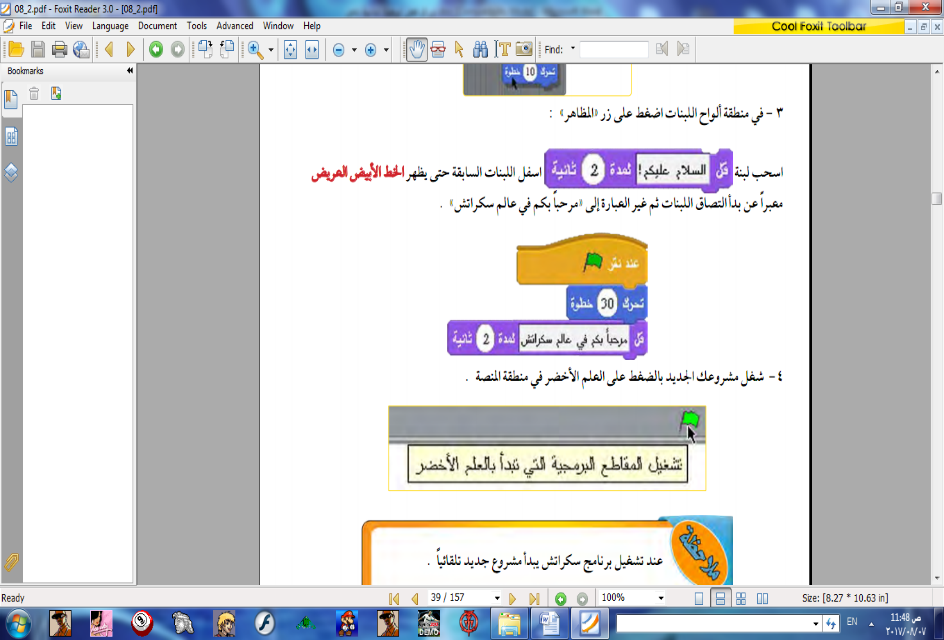 08_2.pdf - Foxit Reader 3.0 - [08_2.pdf]
File Edit View Language Document Tools Advanced Window Help
Cool Foxit Toolbar
Find:
Bookmarks
تحرك 10 خطوة
٣ - في منطقة ألواح اللبنات اضغط على زر «المظاهر» :
اسحب لبنة قل السلام عليكم! لمدة 2 ثانية اسفل اللبنات السابقة حتى يظهر الخط الأبيض العريض
معبراً عن بدأ التصاق اللبنات ثم غير العبارة إلى «مرحباً بكم في عالم سكراتش» .
عند نقر
تحرك 30 خطوة
قل مرحباً بكم في عالم سكراتش لمدة 2 ثانية
٤ - شغل مشروعك الجديد بالضغط على العلم الأخضر في منطقة المنصة .
تشغيل المقاطع البرمجية التي تبدأ بالعلم الأخضر
ملاحظة
عند تشغيل برنامج سكراتش يبدأ مشروع جديد تلقائياً .
Ready
39 / 157
100%
Size: [8.27 * 10.63 in]
DEMO
EN
11:48 ص
٢٠١٧/٠٨/٠٧